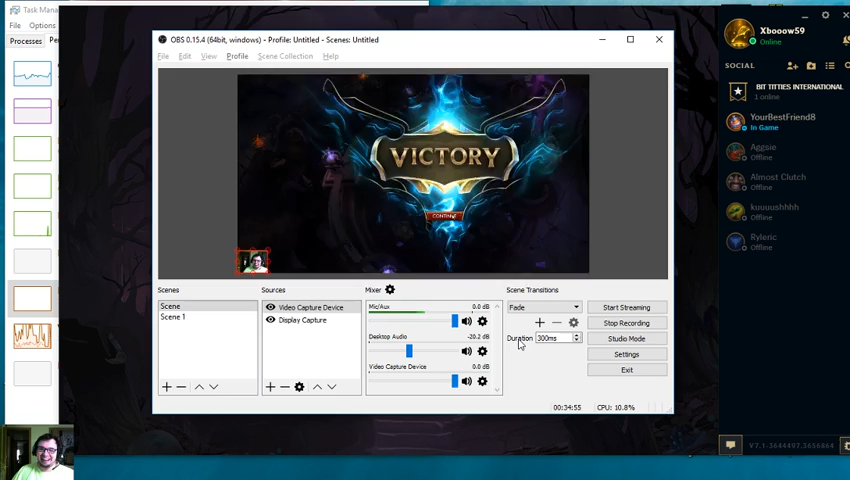 Task Man
File Options
Processes Pe
OBS 0.15.4 (64bit, windows) - Profile: Untitled - Scenes: Untitled
File Edit View Profile Scene Collection Help
VICTORY
CONTINUE
Scenes
Scene
Scene 1
Sources
Video Capture Device
Display Capture
Mixer
Mic/Aux 0.0 dB
Desktop Audio -20.2 dB
Video Capture Device 0.0 dB
Scene Transitions
Fade
Duration 300ms
Start Streaming
Stop Recording
Studio Mode
Settings
Exit
00:34:55 CPU: 10.8%
Xbooow59
Online
SOCIAL
BIT TITTIES INTERNATIONAL
1 online
YourBestFriend8
In Game
Aggsie
Offline
Almost Clutch
Offline
kuuuushhhh
Offline
Ryleric
Offline
V7.1-3644497.3656864